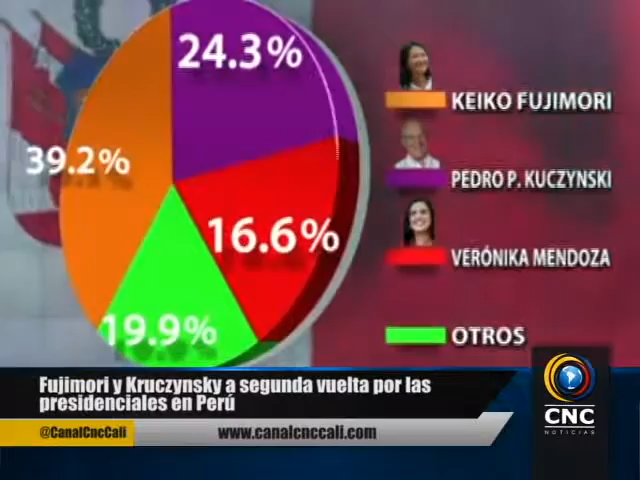 24.3%
39.2%
16.6%
19.9%
KEIKO FUJIMORI
PEDRO P. KUCZYNSKI
VERÓNIKA MENDOZA
OTROS
Fujimori y Kruczynsky a segunda vuelta por las
presidenciales en Perú
@CanalCncCali
www.canalcnccali.com
CNC
NOTICIAS